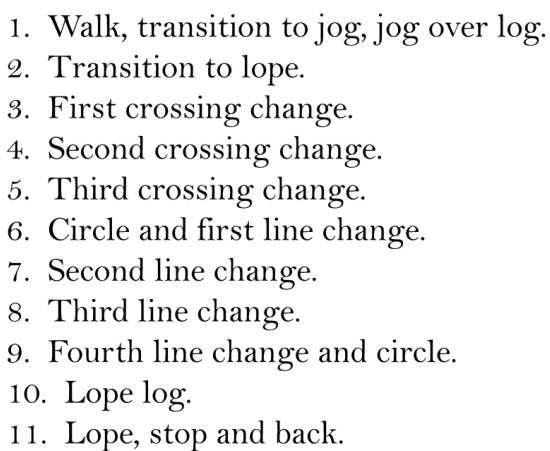 1. Walk, transition to jog, jog over log.
2. Transition to lope.
3. First crossing change.
4. Second crossing change.
5. Third crossing change.
6. Circle and first line change.
7. Second line change.
8. Third line change.
9. Fourth line change and circle.
10. Lope log.
11. Lope, stop and back.